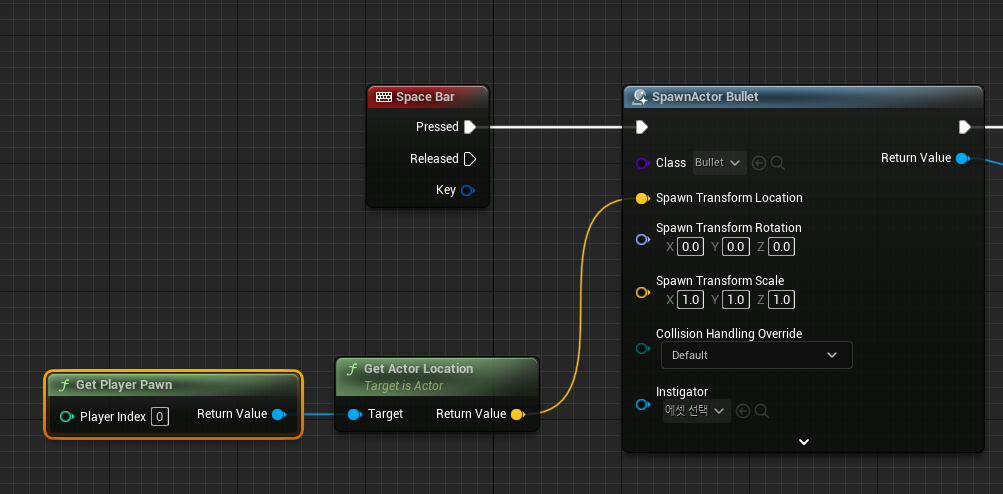 Space Bar
Pressed
Released
Key
SpawnActor Bullet
Return Value
Class Bullet
Spawn Transform Location
Spawn Transform Rotation
X 0.0 Y 0.0 Z 0.0
Spawn Transform Scale
X 1.0 Y 1.0 Z 1.0
Collision Handling Override
Default
Instigator
에셋 선택
f Get Player Pawn
Player Index 0 Return Value
f Get Actor Location
Target is Actor
Target Return Value